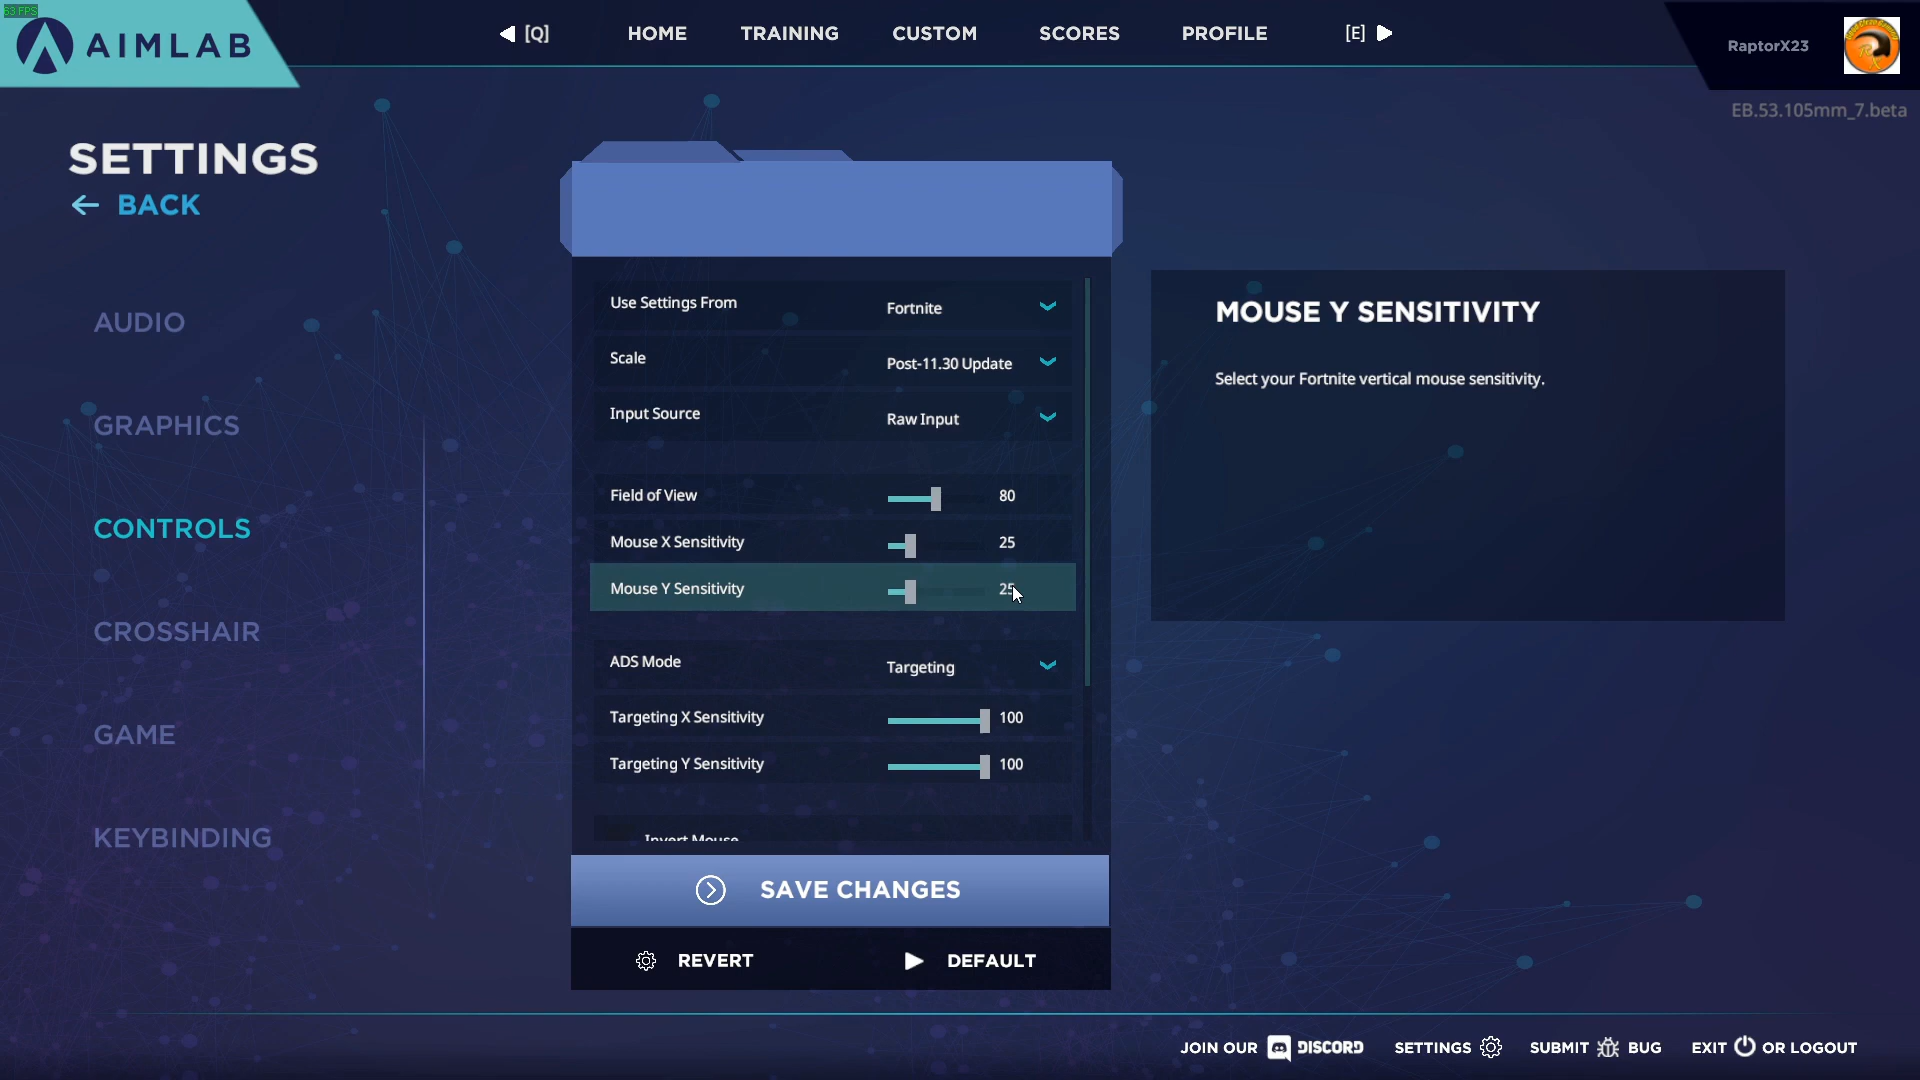 53 FPS
AIMLAB
[Q]
HOME
TRAINING
CUSTOM
SCORES
PROFILE
[E]
RaptorX23
EB.53.105mm_7.beta
SETTINGS
BACK
AUDIO
GRAPHICS
CONTROLS
CROSSHAIR
GAME
KEYBINDING
Use Settings From Fortnite
Scale Post-11.30 Update
Input Source Raw Input
Field of View 80
Mouse X Sensitivity 25
Mouse Y Sensitivity 25
ADS Mode Targeting
Targeting X Sensitivity 100
Targeting Y Sensitivity 100
Invert Mouse
SAVE CHANGES
REVERT
DEFAULT
MOUSE Y SENSITIVITY
Select your Fortnite vertical mouse sensitivity.
JOIN OUR DISCORD
SETTINGS
SUBMIT BUG
EXIT OR LOGOUT